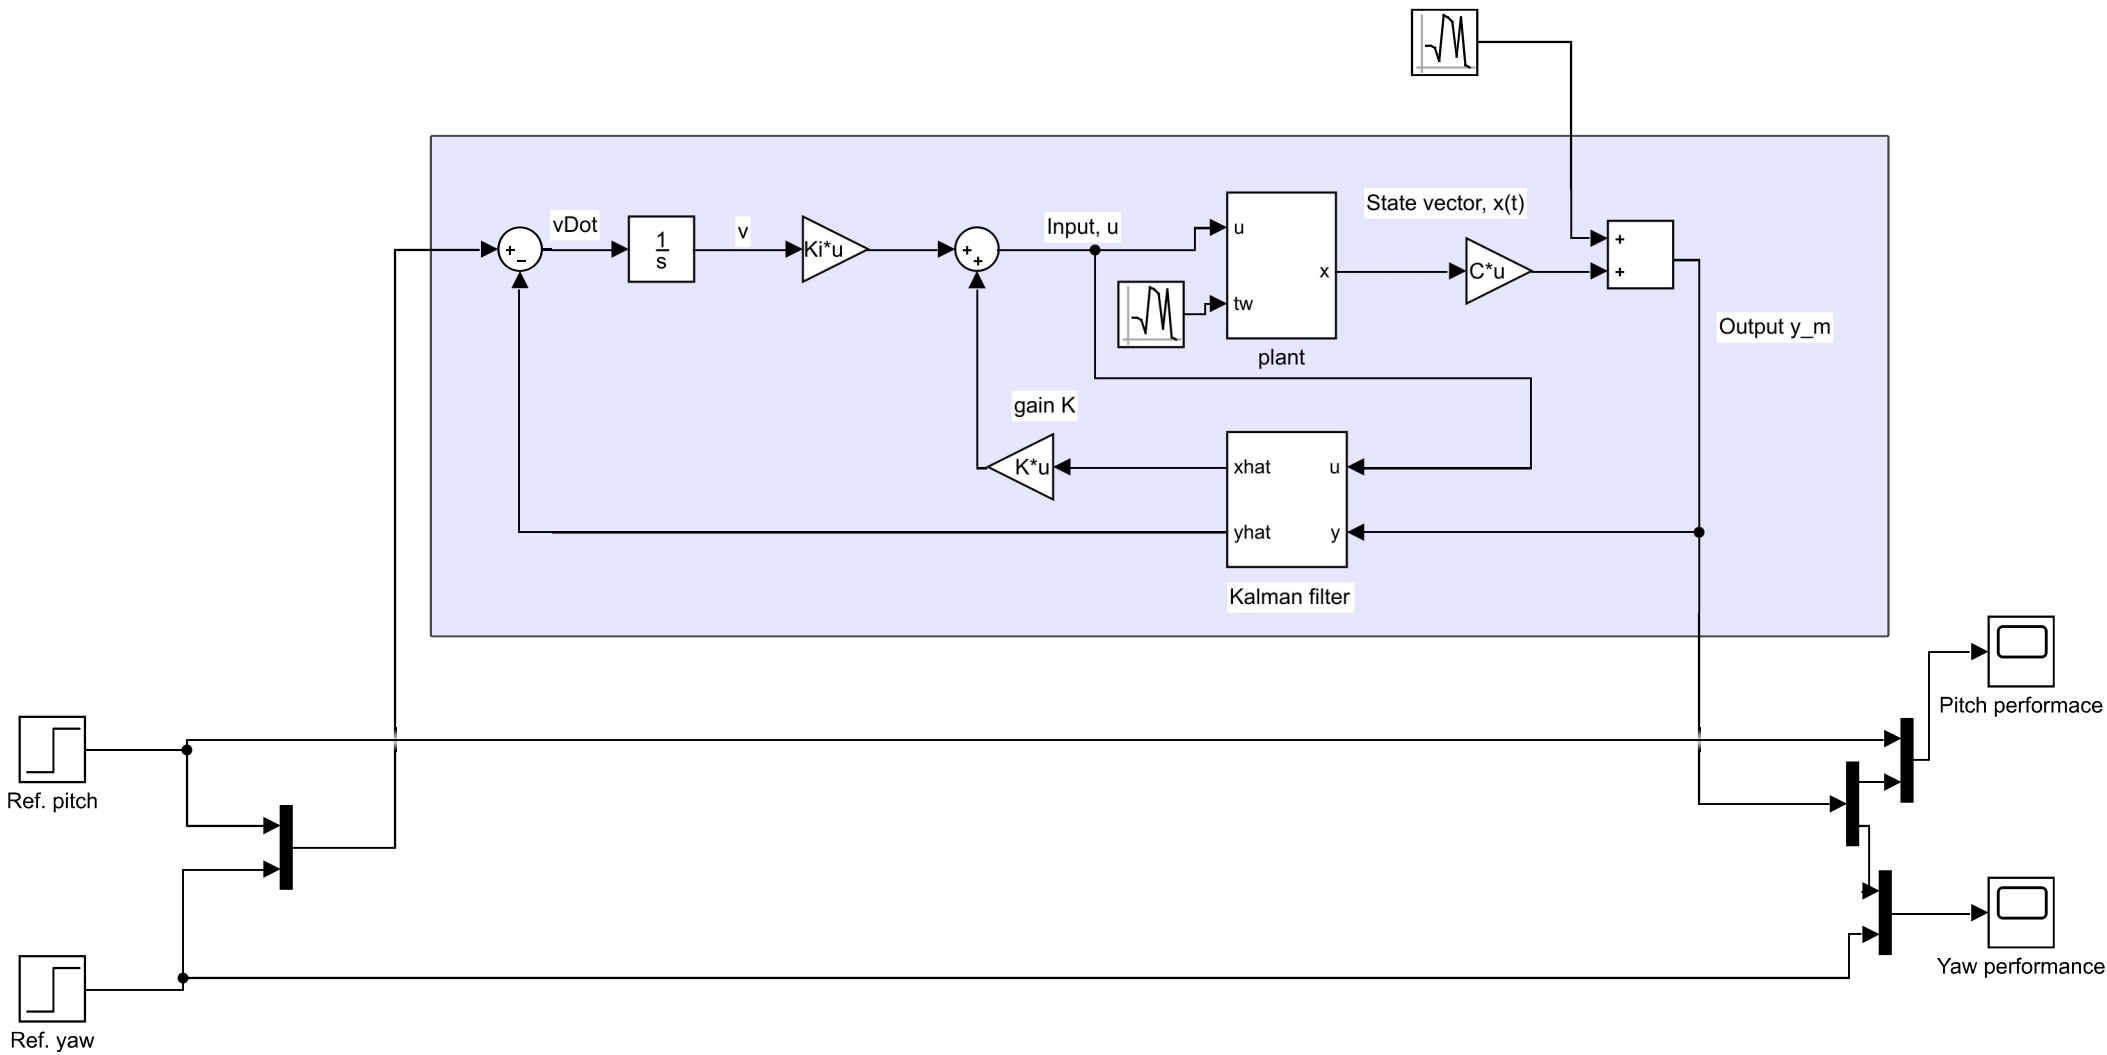 vDot
+
−
1
s
v
Ki*u
+
+
Input, u
u
tw
x
plant
State vector, x(t)
C*u
+
+
Output y_m
gain K
K*u
xhat
u
yhat
y
Kalman filter
Pitch performace
Ref. pitch
Yaw performance
Ref. yaw